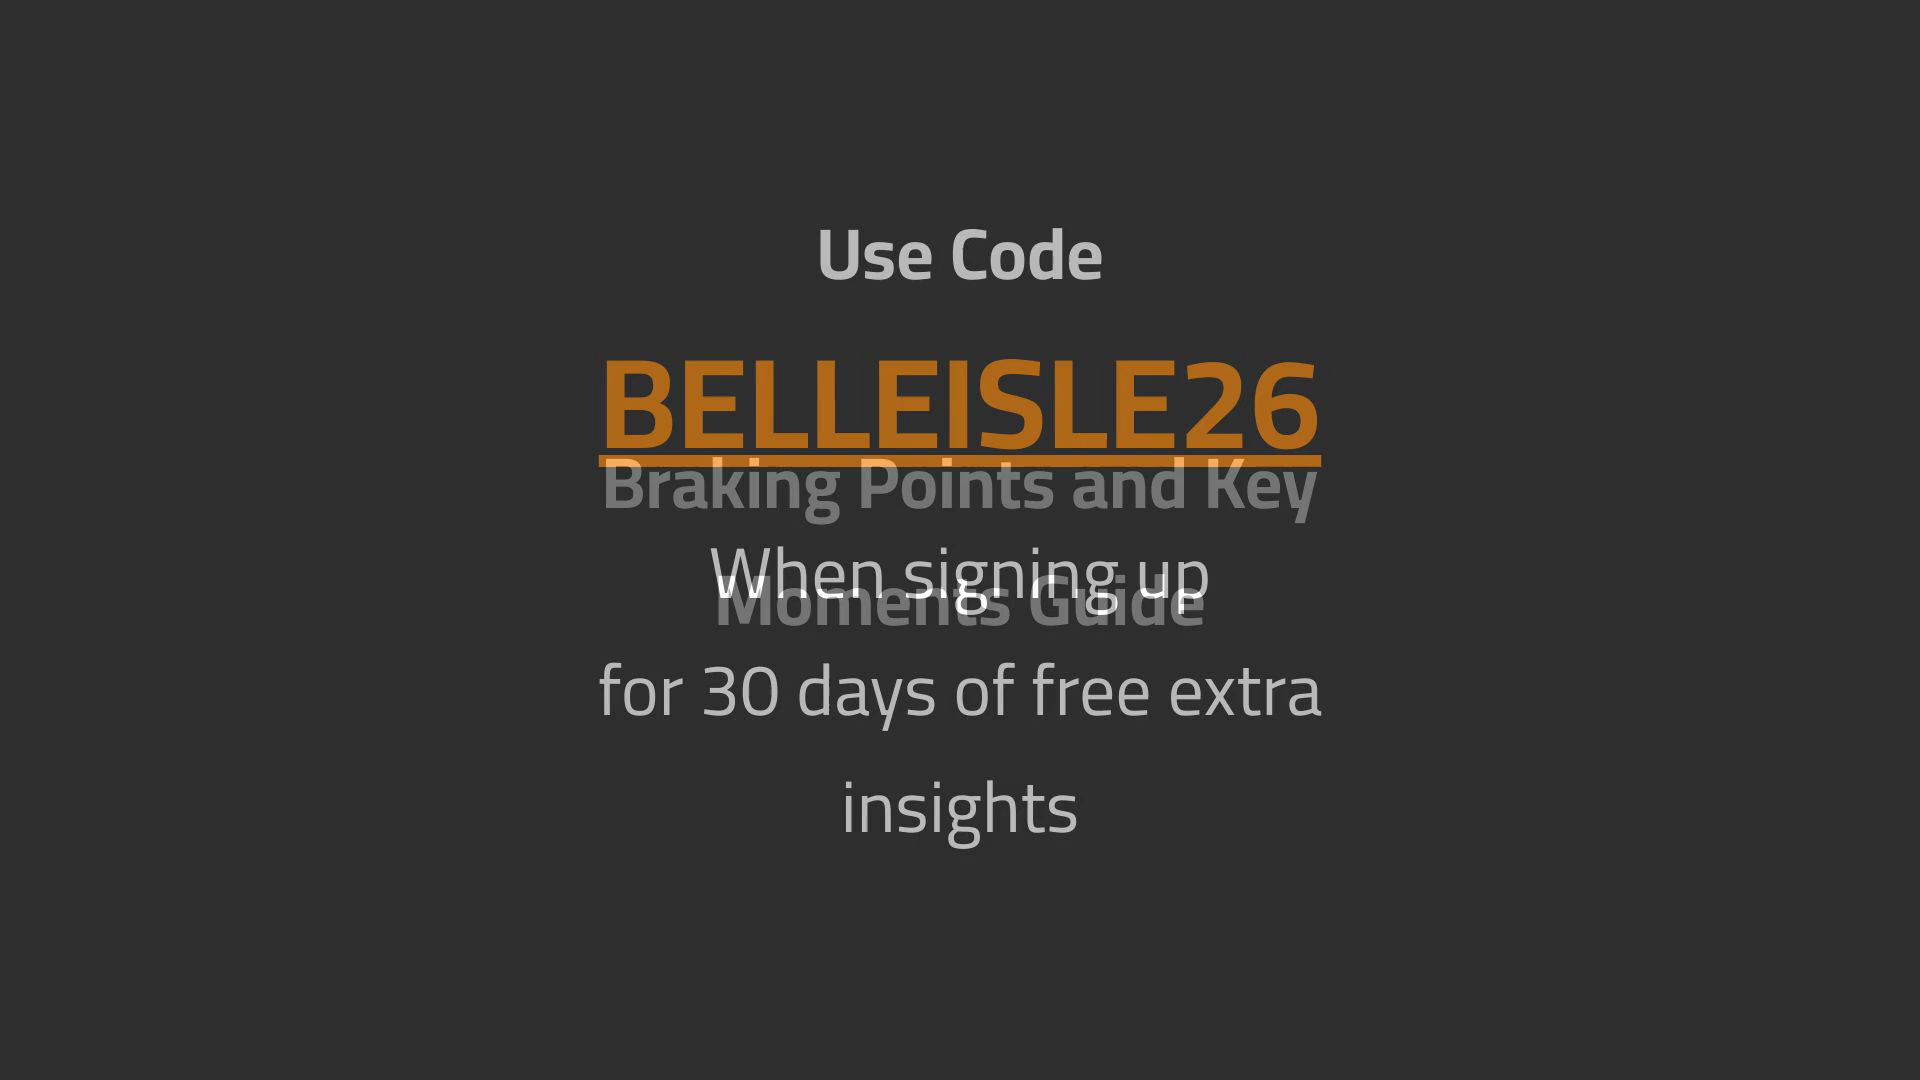 Use Code
BELLEISLE26
Braking Points and Key
When signing up
Moments Guide
for 30 days of free extra
insights